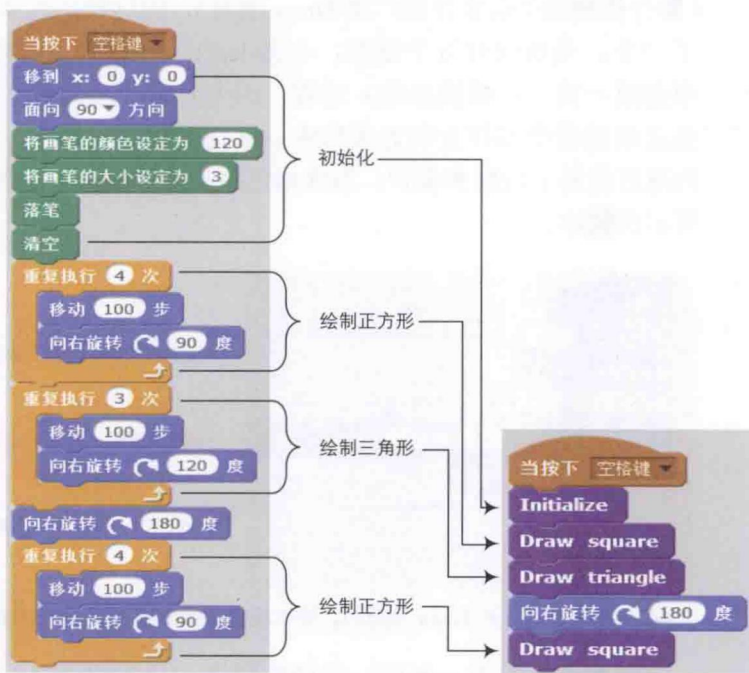 当按下 空格键
移到 x: 0 y: 0
面向 90 方向
将画笔的颜色设定为 120
将画笔的大小设定为 3
落笔
清空
重复执行 4 次
移动 100 步
向右旋转 90 度
重复执行 3 次
移动 100 步
向右旋转 120 度
向右旋转 180 度
重复执行 4 次
移动 100 步
向右旋转 90 度
初始化
绘制正方形
绘制三角形
绘制正方形
当按下 空格键
Initialize
Draw square
Draw triangle
向右旋转 180 度
Draw square